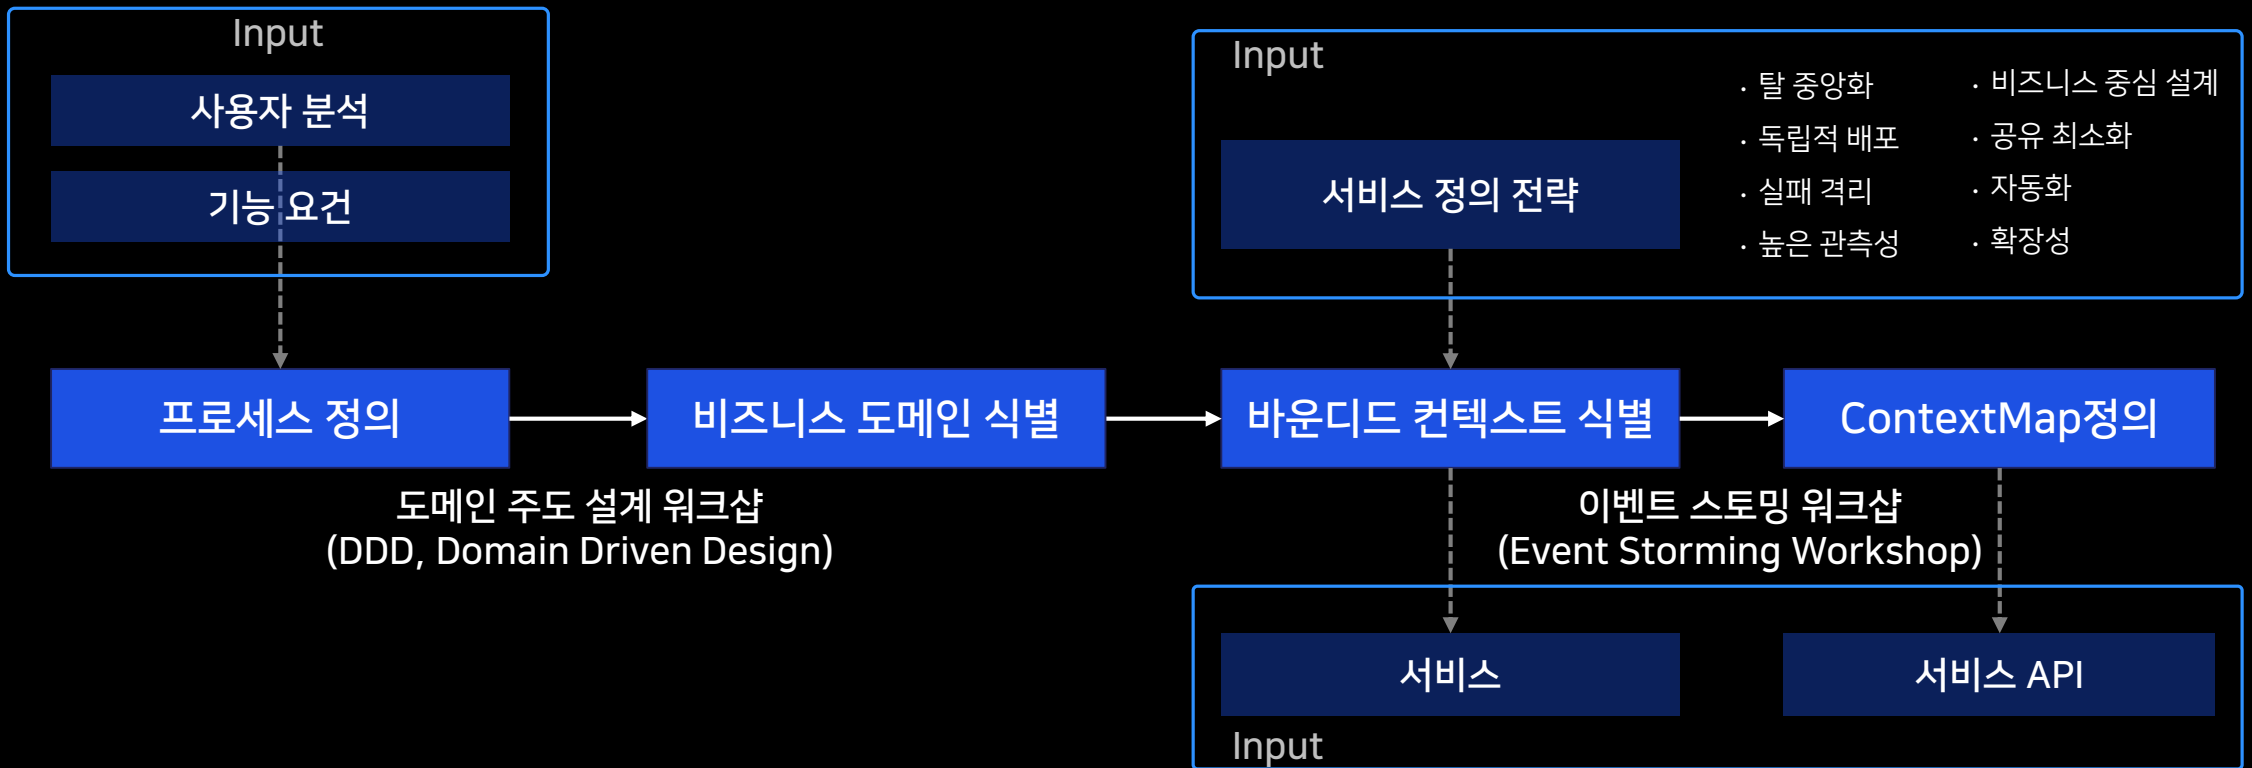 Input
사용자 분석
기능 요건
Input
서비스 정의 전략
· 탈 중앙화
· 독립적 배포
· 실패 격리
· 높은 관측성
· 비즈니스 중심 설계
· 공유 최소화
· 자동화
· 확장성
프로세스 정의
비즈니스 도메인 식별
바운디드 컨텍스트 식별
ContextMap정의
도메인 주도 설계 워크샵
(DDD, Domain Driven Design)
이벤트 스토밍 워크샵
(Event Storming Workshop)
서비스
서비스 API
Input